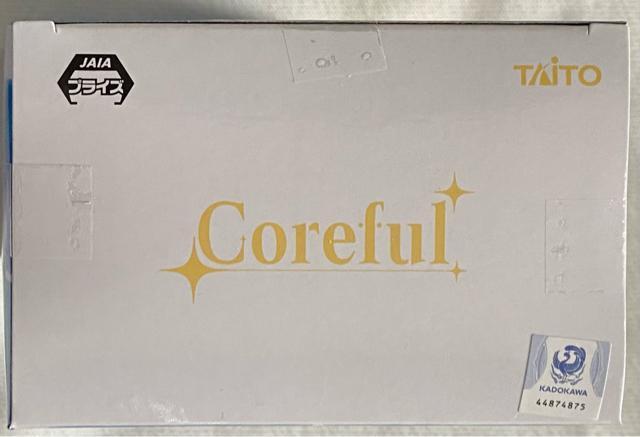 JAIA
プライズ
TAITO
Coreful
KADOKAWA
44874875